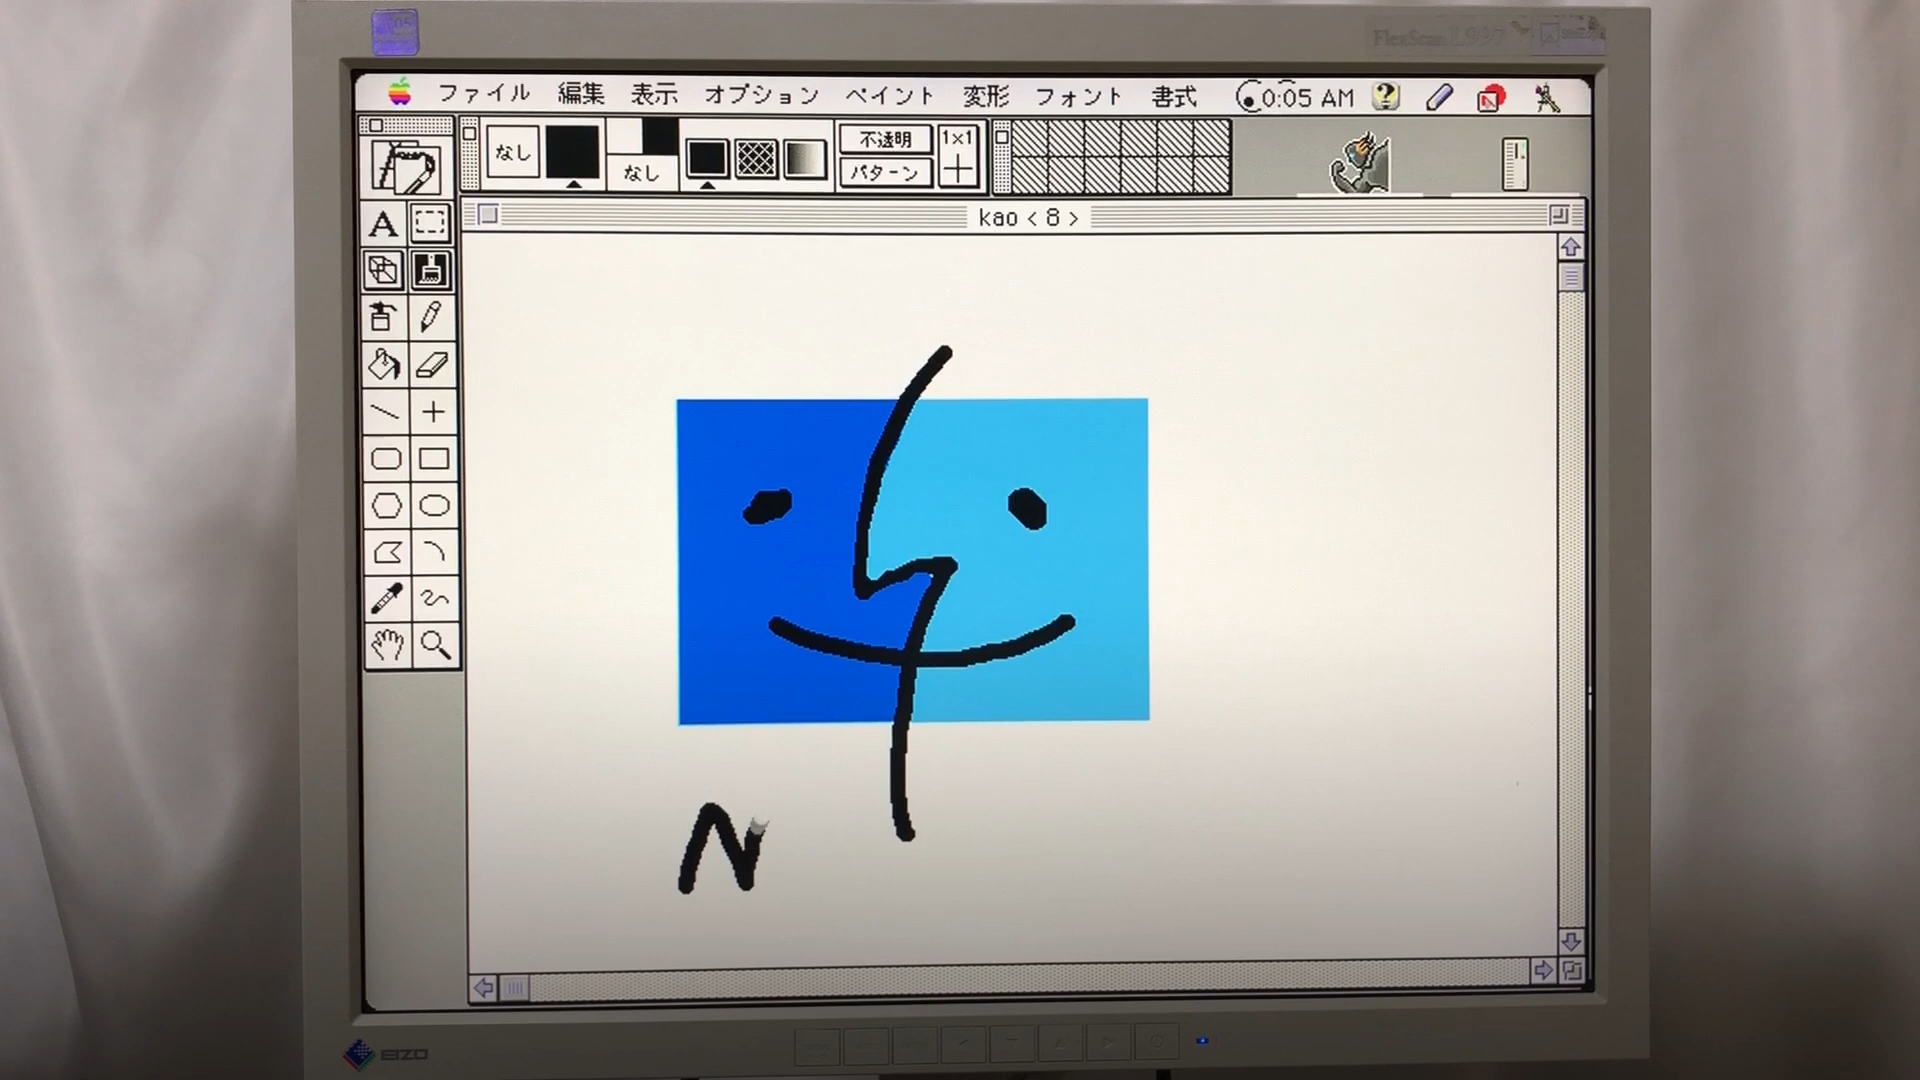 FlexScan L997
ファイル 編集 表示 オプション ペイント 変形 フォント 書式 0:05 AM
なし
なし
不透明
パターン
1×1
kao < 8 >
A
N
EIZO